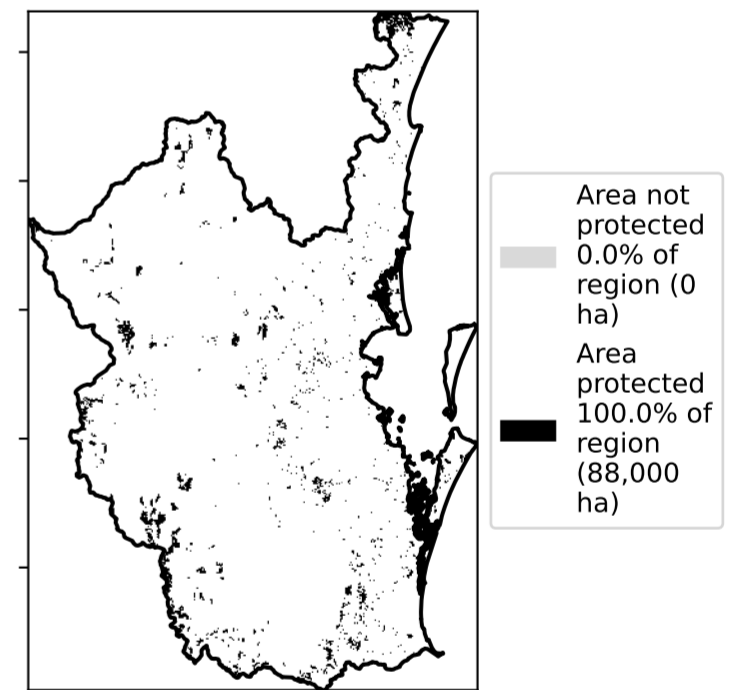 Area not
protected
0.0% of
region (0
ha)
Area
protected
100.0% of
region
(88,000
ha)